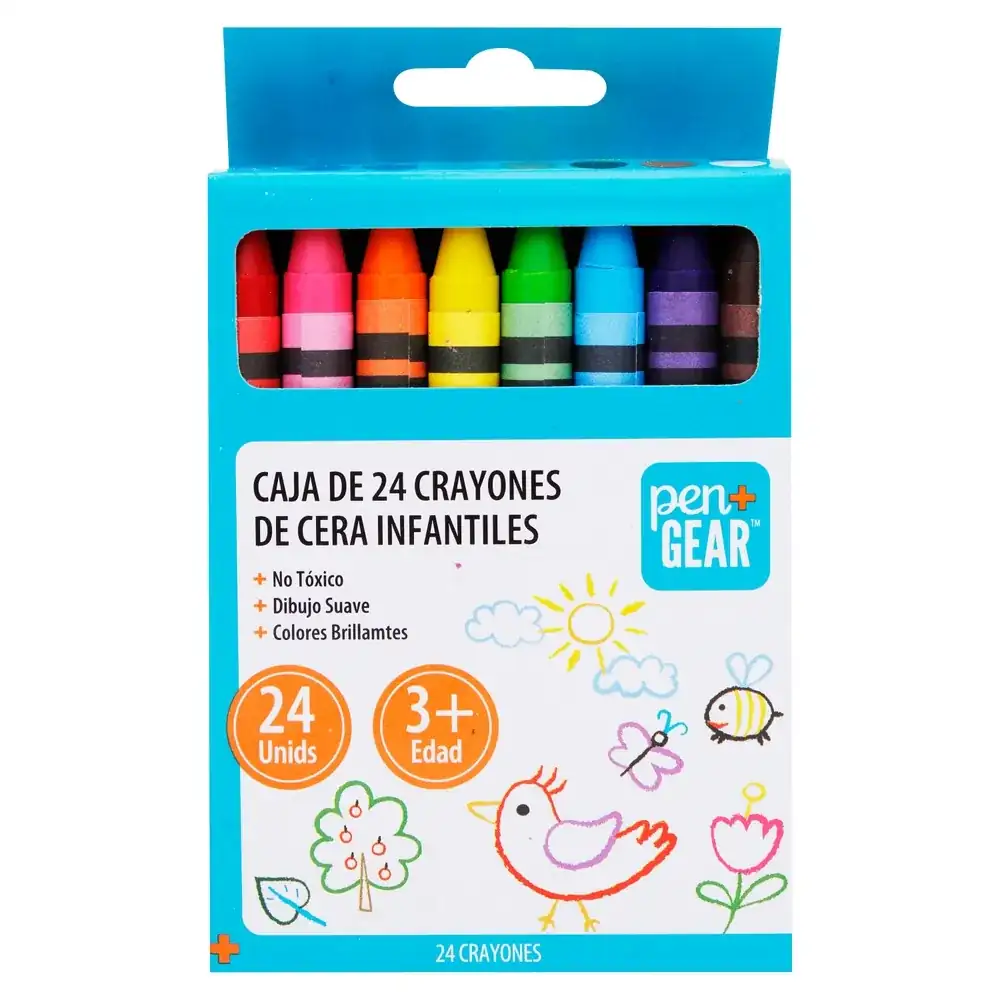 CAJA DE 24 CRAYONES
DE CERA INFANTILES
pen+
GEAR™
+ No Tóxico
+ Dibujo Suave
+ Colores Brillamtes
24
Unids
3+
Edad
24 CRAYONES